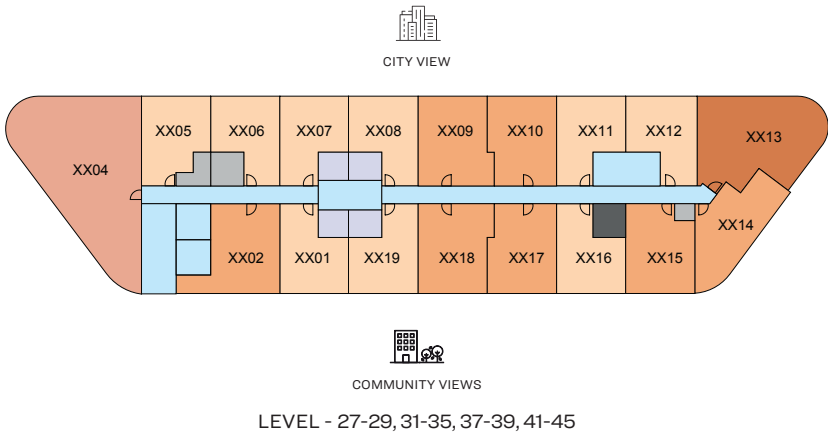 CITY VIEW
XX05 XX06 XX07 XX08 XX09 XX10 XX11 XX12
XX13
XX04
XX14
XX02 XX01 XX19 XX18 XX17 XX16 XX15
COMMUNITY VIEWS
LEVEL - 27-29, 31-35, 37-39, 41-45